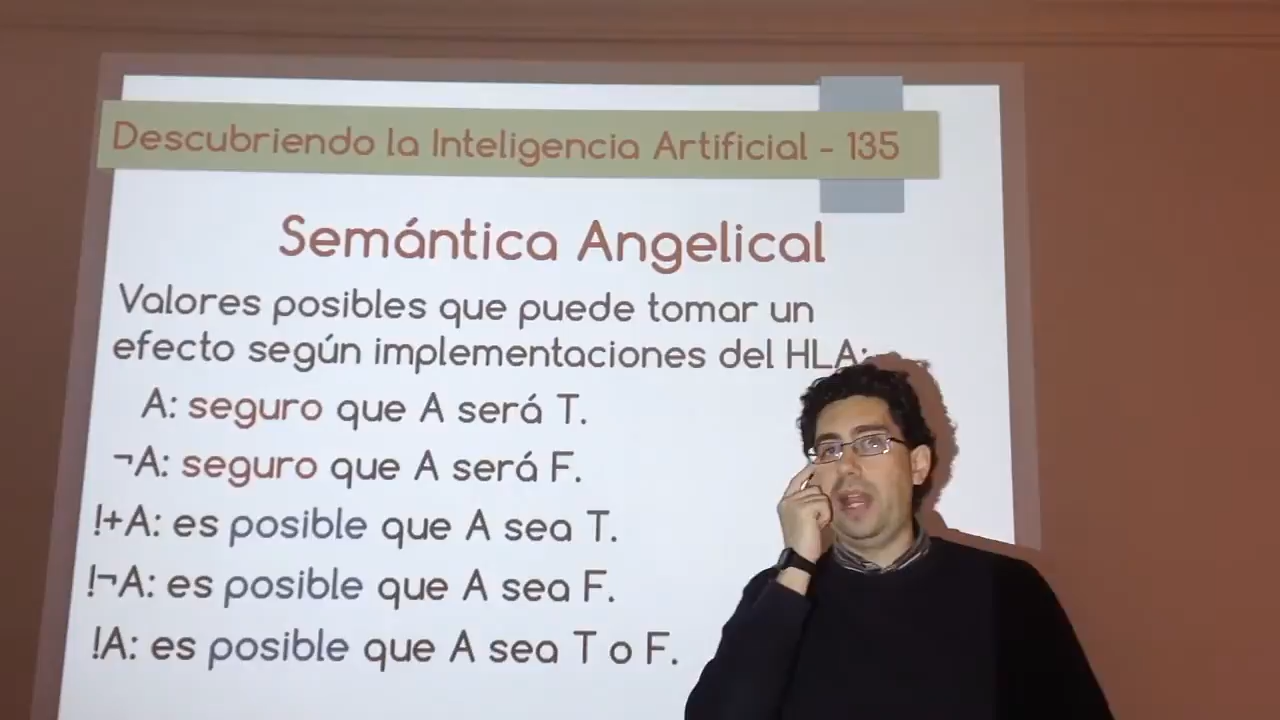 Descubriendo la Inteligencia Artificial - 135
Semántica Angelical
Valores posibles que puede tomar un
efecto según implementaciones del HLA:
A: seguro que A será T.
¬A: seguro que A será F.
!+A: es posible que A sea T.
!¬A: es posible que A sea F.
!A: es posible que A sea T o F.